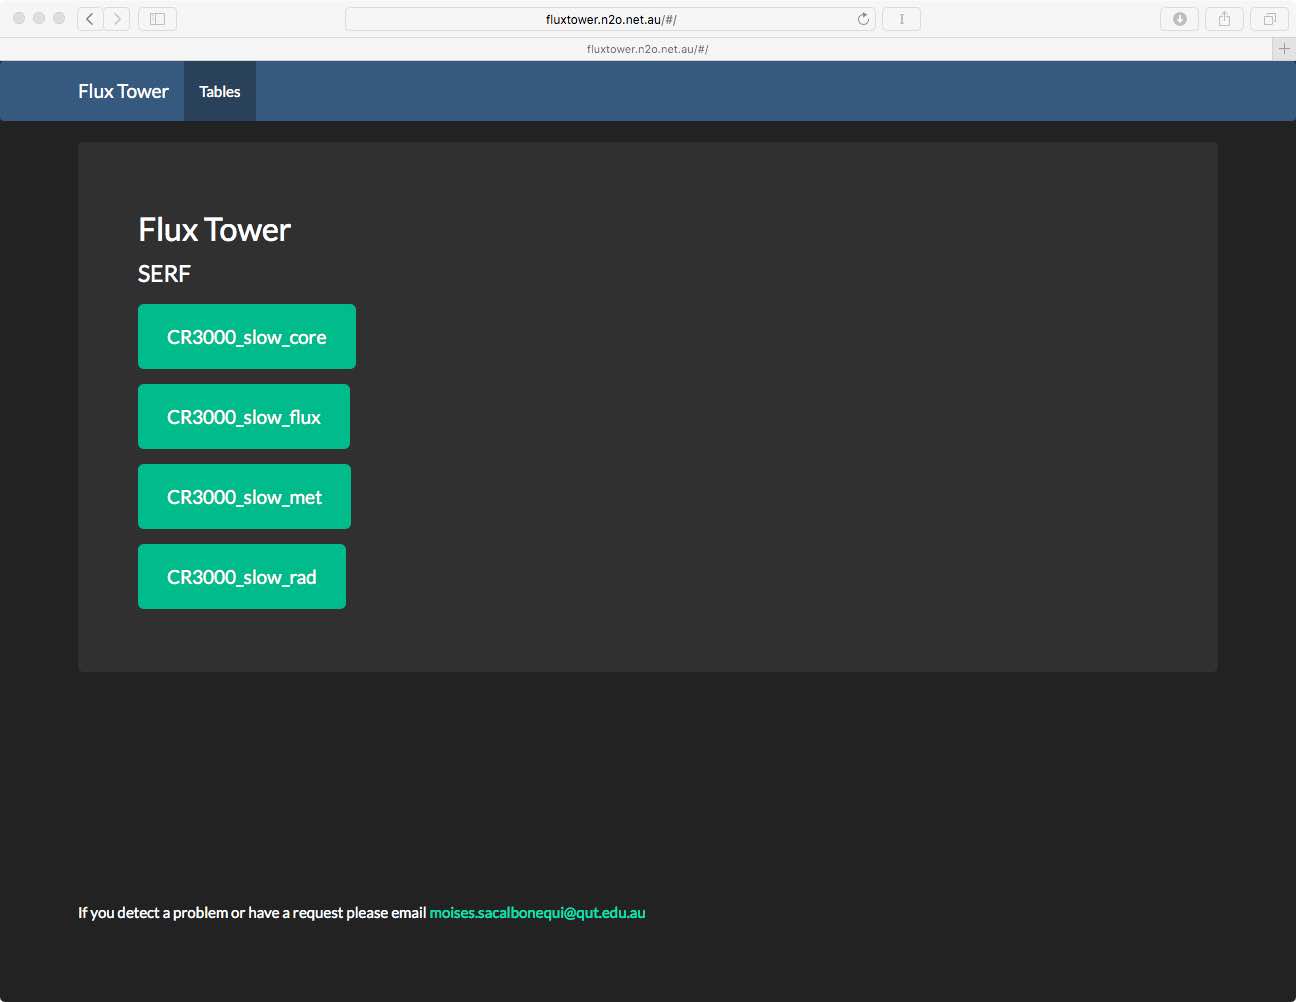 fluxtower.n2o.net.au/#/
fluxtower.n2o.net.au/#/
Flux Tower Tables
Flux Tower
SERF
CR3000_slow_core
CR3000_slow_flux
CR3000_slow_met
CR3000_slow_rad
If you detect a problem or have a request please email moises.sacalbonequi@qut.edu.au